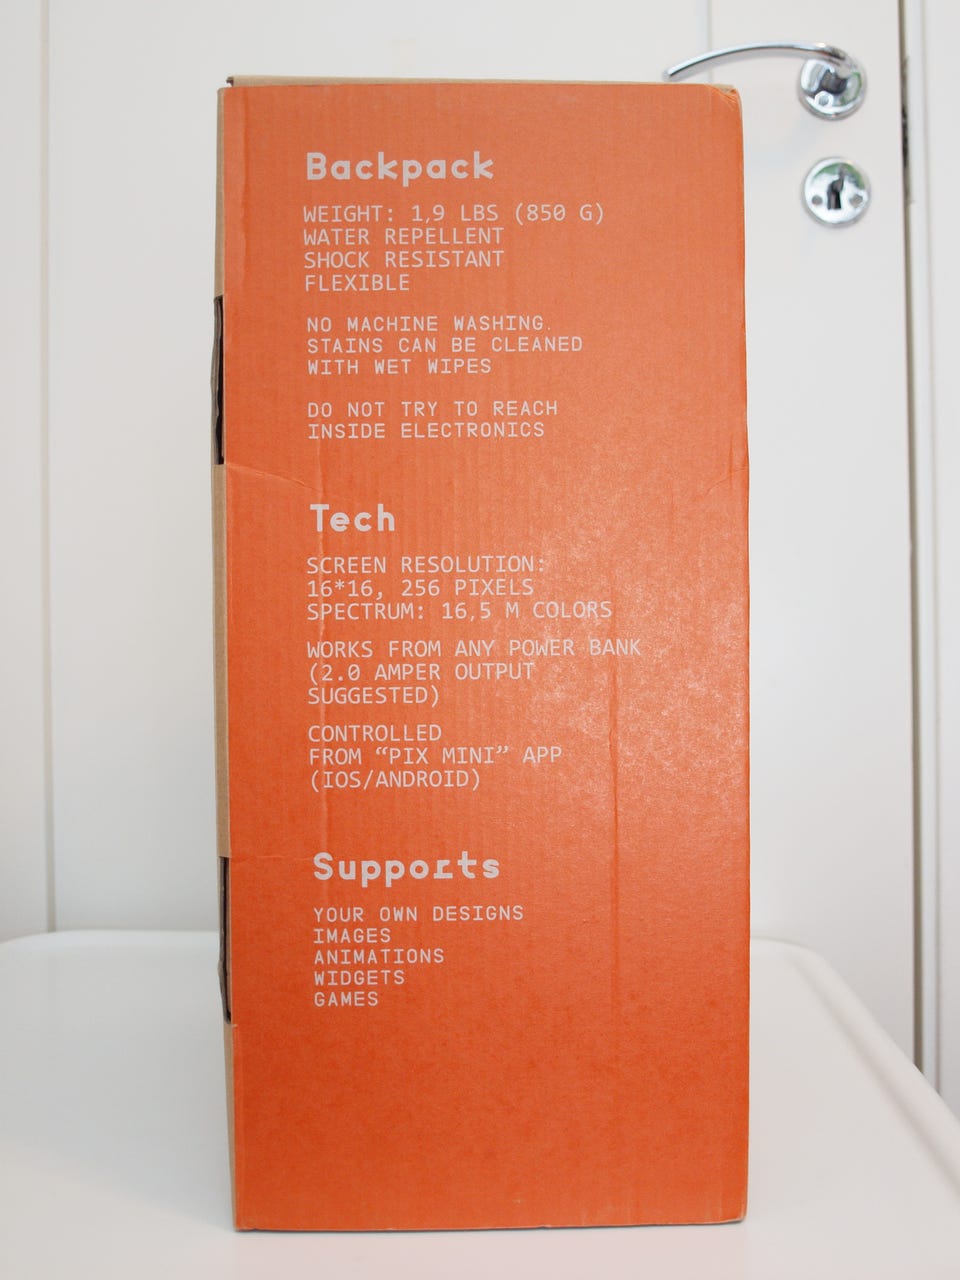 Backpack
WEIGHT: 1,9 LBS (850 G)
WATER REPELLENT
SHOCK RESISTANT
FLEXIBLE
NO MACHINE WASHING.
STAINS CAN BE CLEANED
WITH WET WIPES
DO NOT TRY TO REACH
INSIDE ELECTRONICS
Tech
SCREEN RESOLUTION:
16*16, 256 PIXELS
SPECTRUM: 16,5 M COLORS
WORKS FROM ANY POWER BANK
(2.0 AMPER OUTPUT
SUGGESTED)
CONTROLLED
FROM “PIX MINI” APP
(IOS/ANDROID)
Supports
YOUR OWN DESIGNS
IMAGES
ANIMATIONS
WIDGETS
GAMES